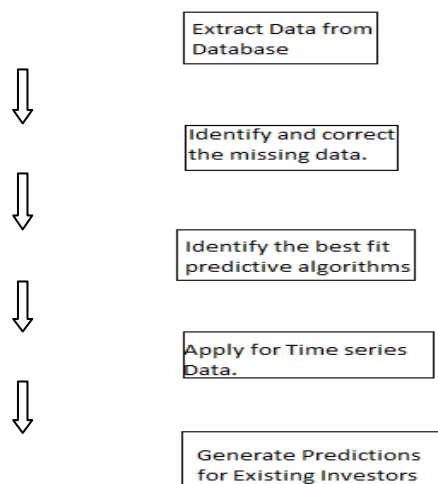 Extract Data from
Database
Identify and correct
the missing data.
Identify the best fit
predictive algorithms
Apply for Time series
Data.
Generate Predictions
for Existing Investors